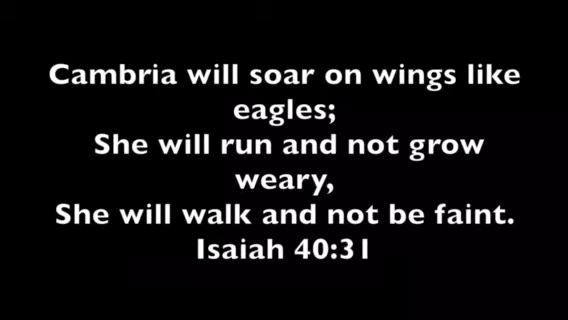 Cambria will soar on wings like
eagles;
She will run and not grow
weary,
She will walk and not be faint.
Isaiah 40:31